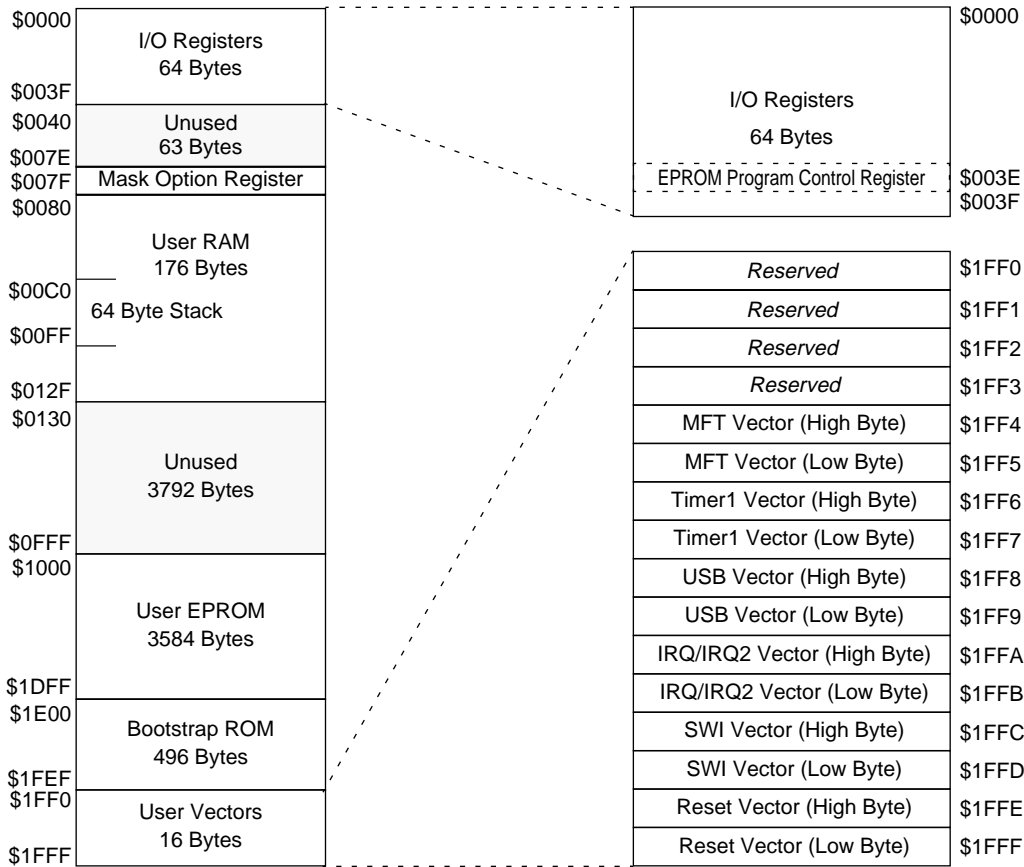 $0000
I/O Registers
64 Bytes
$003F
$0040
Unused
63 Bytes
$007E
$007F
Mask Option Register
$0080
User RAM
176 Bytes
$00C0
64 Byte Stack
$00FF
$012F
$0130
Unused
3792 Bytes
$0FFF
$1000
User EPROM
3584 Bytes
$1DFF
$1E00
Bootstrap ROM
496 Bytes
$1FEF
$1FF0
User Vectors
16 Bytes
$1FFF
$0000
I/O Registers
64 Bytes
EPROM Program Control Register $003E
$003F
Reserved $1FF0
Reserved $1FF1
Reserved $1FF2
Reserved $1FF3
MFT Vector (High Byte) $1FF4
MFT Vector (Low Byte) $1FF5
Timer1 Vector (High Byte) $1FF6
Timer1 Vector (Low Byte) $1FF7
USB Vector (High Byte) $1FF8
USB Vector (Low Byte) $1FF9
IRQ/IRQ2 Vector (High Byte) $1FFA
IRQ/IRQ2 Vector (Low Byte) $1FFB
SWI Vector (High Byte) $1FFC
SWI Vector (Low Byte) $1FFD
Reset Vector (High Byte) $1FFE
Reset Vector (Low Byte) $1FFF